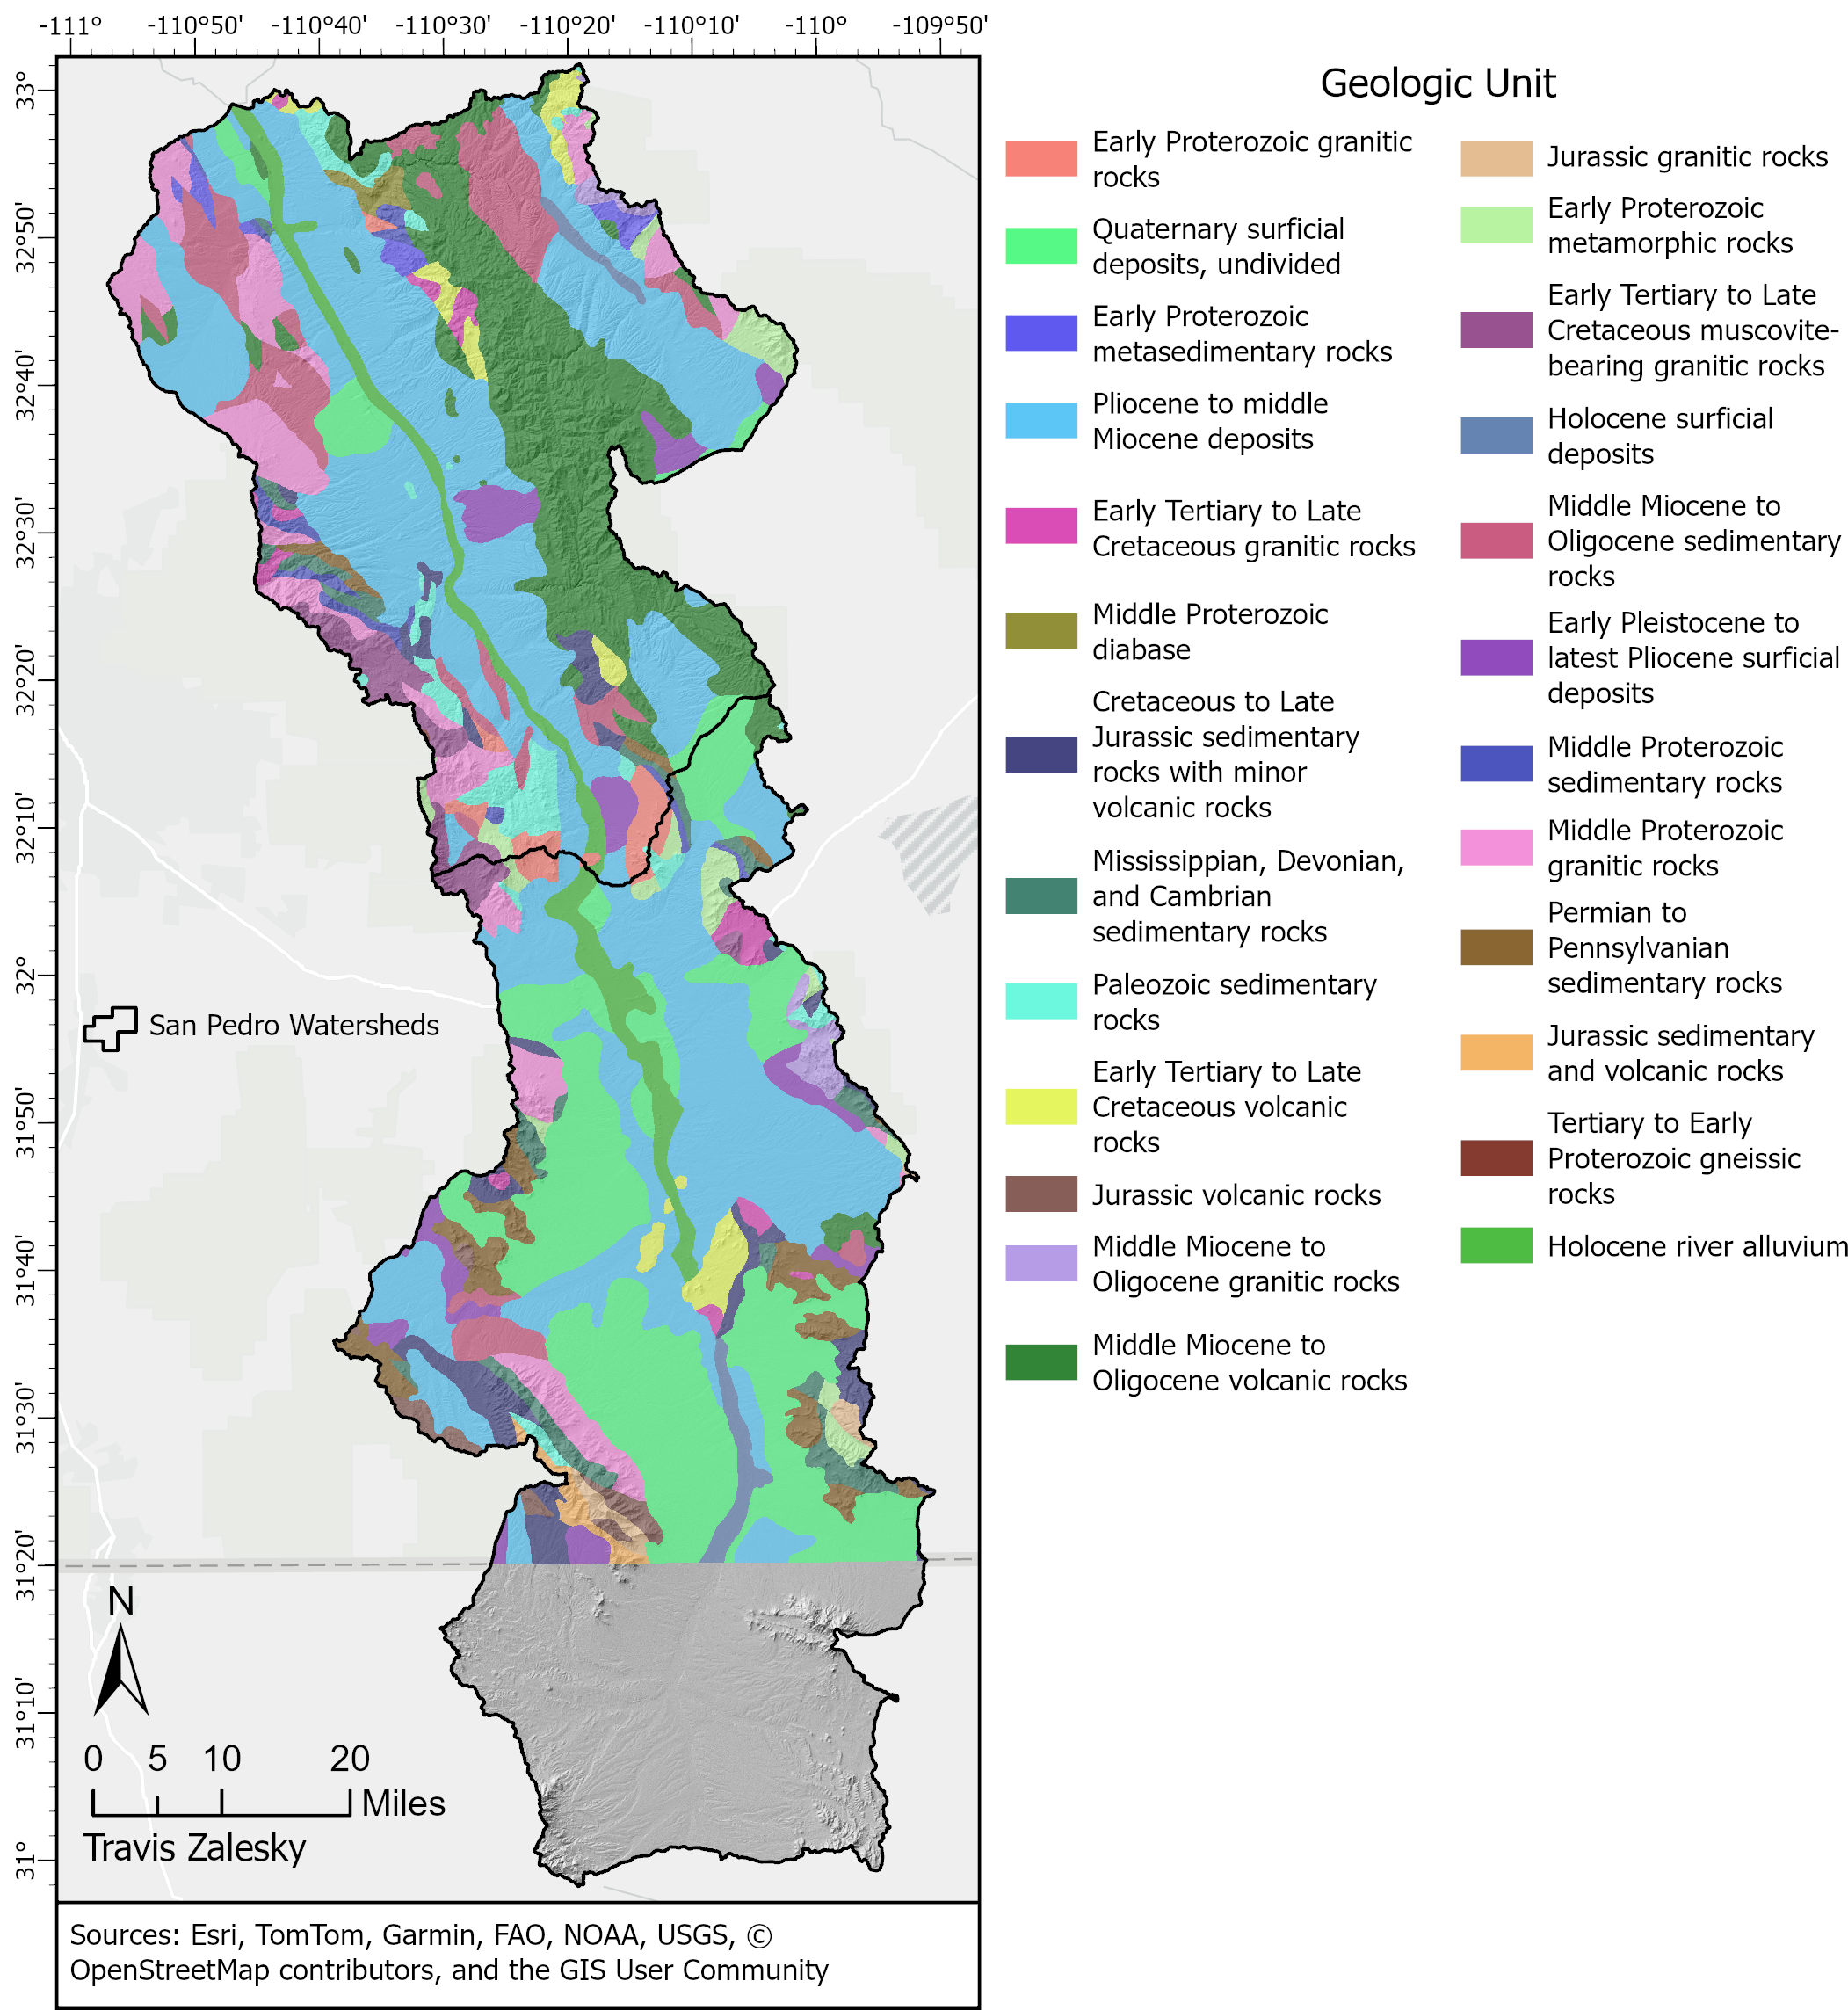 -111° -110°50' -110°40' -110°30' -110°20' -110°10' -110° -109°50'
33°
32°50'
32°40'
32°30'
32°20'
32°10'
32°
31°50'
31°40'
31°30'
31°20'
31°10'
31°
San Pedro Watersheds
N
0 5 10 20
Miles
Travis Zalesky
Sources: Esri, TomTom, Garmin, FAO, NOAA, USGS, ©
OpenStreetMap contributors, and the GIS User Community
Geologic Unit
Early Proterozoic granitic
rocks
Quaternary surficial
deposits, undivided
Early Proterozoic
metasedimentary rocks
Pliocene to middle
Miocene deposits
Early Tertiary to Late
Cretaceous granitic rocks
Middle Proterozoic
diabase
Cretaceous to Late
Jurassic sedimentary
rocks with minor
volcanic rocks
Mississippian, Devonian,
and Cambrian
sedimentary rocks
Paleozoic sedimentary
rocks
Early Tertiary to Late
Cretaceous volcanic
rocks
Jurassic volcanic rocks
Middle Miocene to
Oligocene granitic rocks
Middle Miocene to
Oligocene volcanic rocks
Jurassic granitic rocks
Early Proterozoic
metamorphic rocks
Early Tertiary to Late
Cretaceous muscovite-
bearing granitic rocks
Holocene surficial
deposits
Middle Miocene to
Oligocene sedimentary
rocks
Early Pleistocene to
latest Pliocene surficial
deposits
Middle Proterozoic
sedimentary rocks
Middle Proterozoic
granitic rocks
Permian to
Pennsylvanian
sedimentary rocks
Jurassic sedimentary
and volcanic rocks
Tertiary to Early
Proterozoic gneissic
rocks
Holocene river alluvium